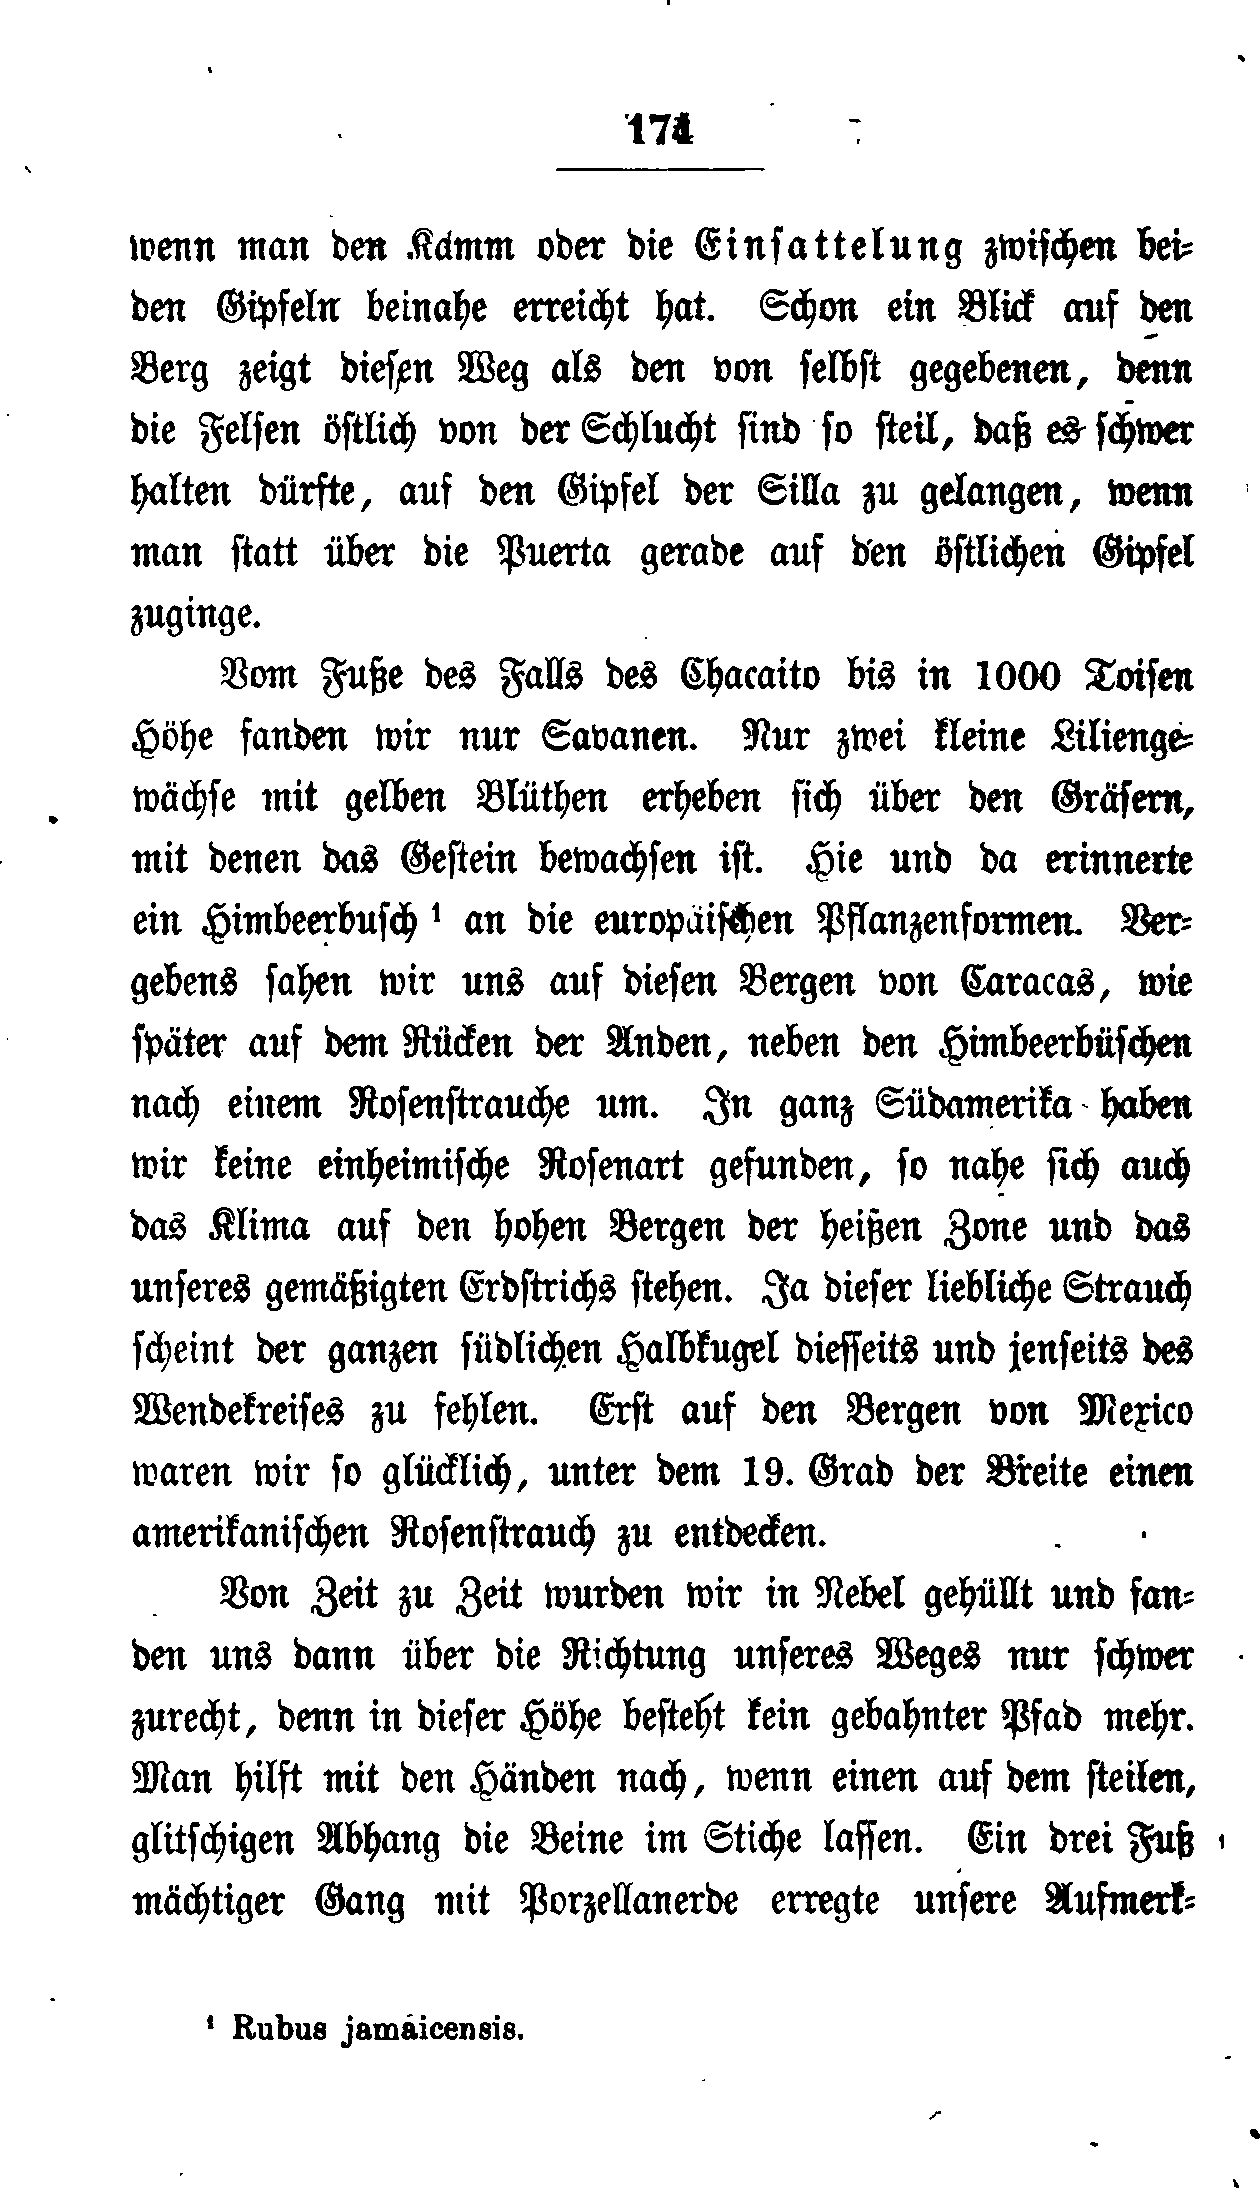 174
wenn man den Kamm oder die Einsattelung zwischen bei-
den Gipfeln beinahe erreicht hat. Schon ein Blick auf den
Berg zeigt diesen Weg als den von selbst gegebenen, denn
die Felsen östlich von der Schlucht sind so steil, daß es schwer
halten dürfte, auf den Gipfel der Silla zu gelangen, wenn
man statt über die Puerta gerade auf den östlichen Gipfel
zuginge.
Vom Fuße des Falls des Chacaito bis in 1000 Toisen
Höhe fanden wir nur Savanen. Nur zwei kleine Lilienge-
wächse mit gelben Blüthen erheben sich über den Gräsern,
mit denen das Gestein bewachsen ist. Hie und da erinnerte
ein Himbeerbusch ¹ an die europäischen Pflanzenformen. Ver-
gebens sahen wir uns auf diesen Bergen von Caracas, wie
später auf dem Rücken der Anden, neben den Himbeerbüschen
nach einem Rosenstrauche um. In ganz Südamerika haben
wir keine einheimische Rosenart gefunden, so nahe sich auch
das Klima auf den hohen Bergen der heißen Zone und das
unseres gemäßigten Erdstrichs stehen. Ja dieser liebliche Strauch
scheint der ganzen südlichen Halbkugel diesseits und jenseits des
Wendekreises zu fehlen. Erst auf den Bergen von Mexico
waren wir so glücklich, unter dem 19. Grad der Breite einen
amerikanischen Rosenstrauch zu entdecken.
Von Zeit zu Zeit wurden wir in Nebel gehüllt und fan-
den uns dann über die Richtung unseres Weges nur schwer
zurecht, denn in dieser Höhe besteht kein gebahnter Pfad mehr.
Man hilft mit den Händen nach, wenn einen auf dem steilen,
glitschigen Abhang die Beine im Stiche lassen. Ein drei Fuß
mächtiger Gang mit Porzellanerde erregte unsere Aufmerk-
¹ Rubus jamaicensis.